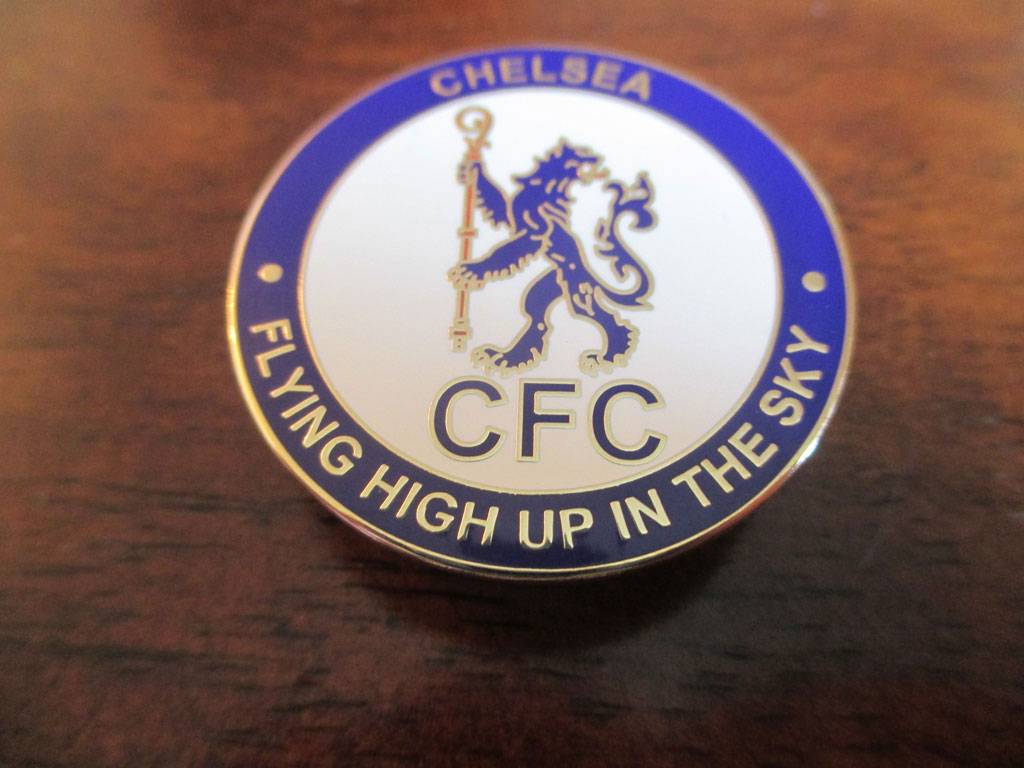 CHELSEA
CFC
FLYING HIGH UP IN THE SKY